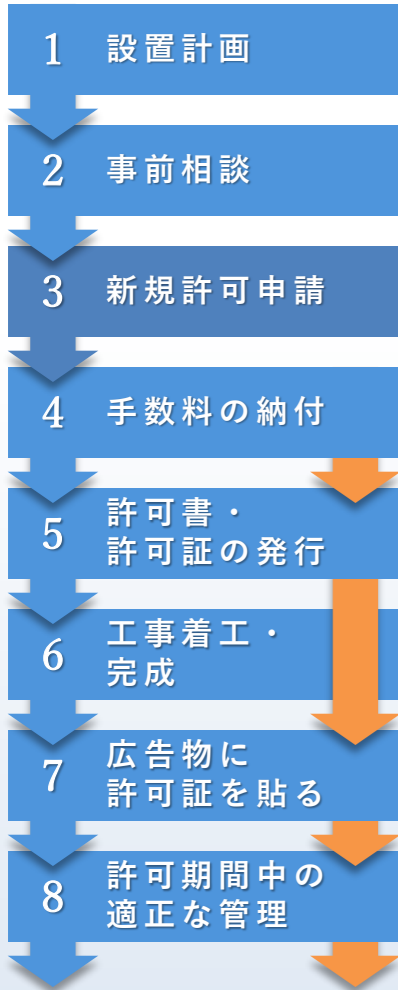 1 設置計画
2 事前相談
3 新規許可申請
4 手数料の納付
5 許可書・
許可証の発行
6 工事着工・
完成
7 広告物に
許可証を貼る
8 許可期間中の
適正な管理